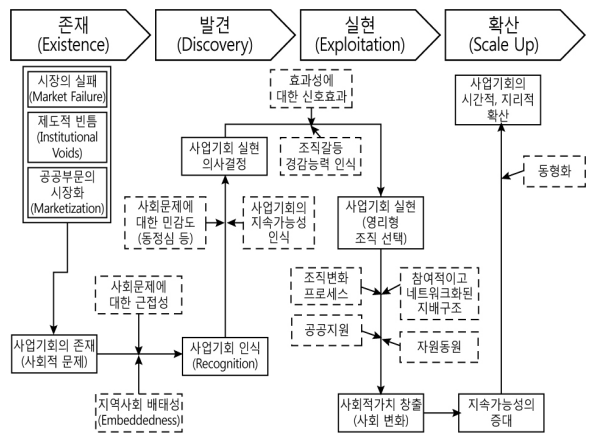 존재
(Existence)
발견
(Discovery)
실현
(Exploitation)
확산
(Scale Up)
시장의 실패
(Market Failure)
제도적 빈틈
(Institutional
Voids)
공공부문의
시장화
(Marketization)
사업기회의 존재
(사회적 문제)
사회문제에
대한 근접성
지역사회 배태성
(Embeddedness)
사업기회 인식
(Recognition)
사회문제에
대한 민감도
(동정심 등)
사업기회의
지속가능성
인식
사업기회 실현
의사결정
효과성에
대한 신호효과
조직갈등
경감능력 인식
사업기회 실현
(영리형
조직 선택)
조직변화
프로세스
참여적이고
네트워크화된
지배구조
공공지원
자원동원
사회적가치 창출
(사회 변화)
지속가능성의
증대
동형화
사업기회의
시간적, 지리적
확산